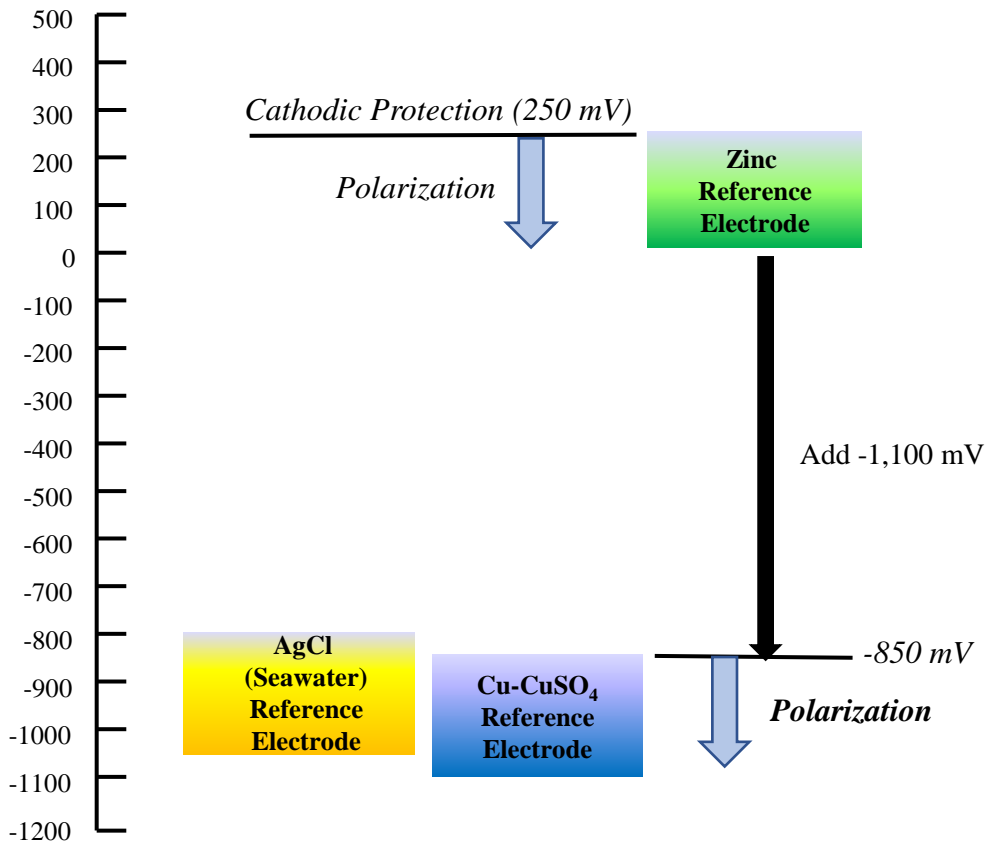 500
400
300
200
100
0
-100
-200
-300
-400
-500
-600
-700
-800
-900
-1000
-1100
-1200
Cathodic Protection (250 mV)
Polarization
Zinc
Reference
Electrode
Add -1,100 mV
AgCl
(Seawater)
Reference
Electrode
Cu-CuSO₄
Reference
Electrode
-850 mV
Polarization